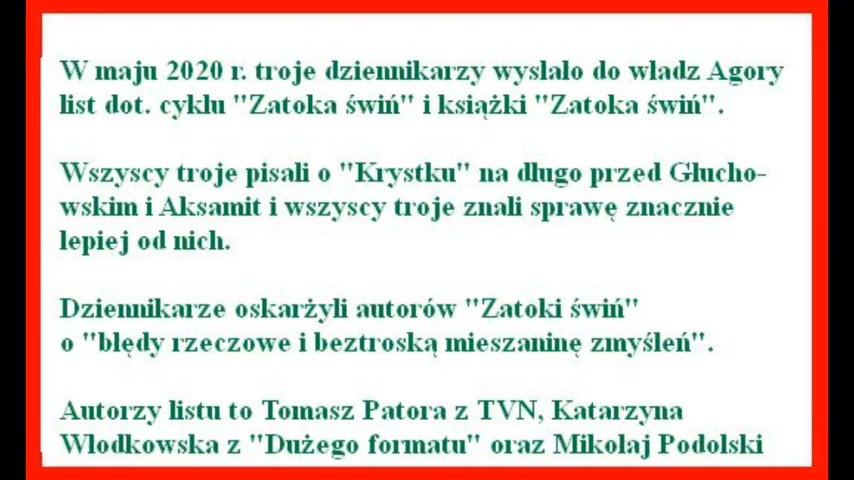 W maju 2020 r. troje dziennikarzy wysłało do władz Agory
list dot. cyklu "Zatoka świń" i książki "Zatoka świń".
Wszyscy troje pisali o "Krystku" na długo przed Głucho-
wskim i Aksamit i wszyscy troje znali sprawę znacznie
lepiej od nich.
Dziennikarze oskarżyli autorów "Zatoki świń"
o "błędy rzeczowe i beztroską mieszaninę zmyśleń".
Autorzy listu to Tomasz Patora z TVN, Katarzyna
Włodkowska z "Dużego formatu" oraz Mikołaj Podolski